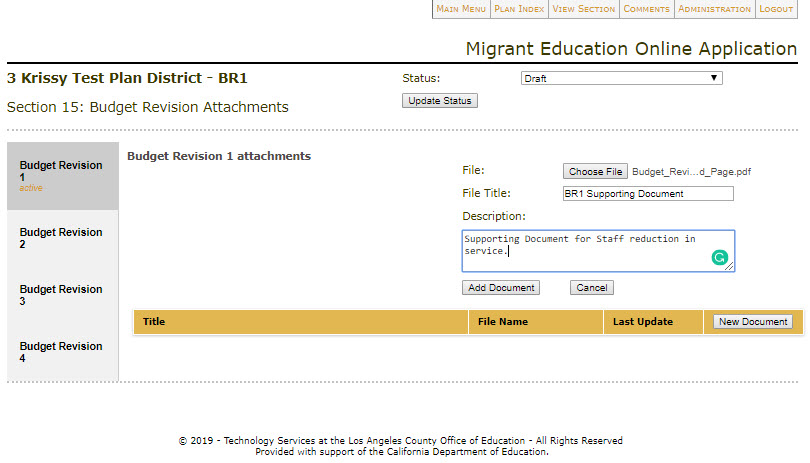 Main Menu Plan Index View Section Comments Administration Logout
Migrant Education Online Application
3 Krissy Test Plan District - BR1
Status: Draft
Update Status
Section 15: Budget Revision Attachments
Budget Revision
1
active
Budget Revision
2
Budget Revision
3
Budget Revision
4
Budget Revision 1 attachments
File: Choose File Budget_Revi...d_Page.pdf
File Title: BR1 Supporting Document
Description:
Supporting Document for Staff reduction in
service.
Add Document Cancel
Title File Name Last Update New Document
© 2019 - Technology Services at the Los Angeles County Office of Education - All Rights Reserved
Provided with support of the California Department of Education.